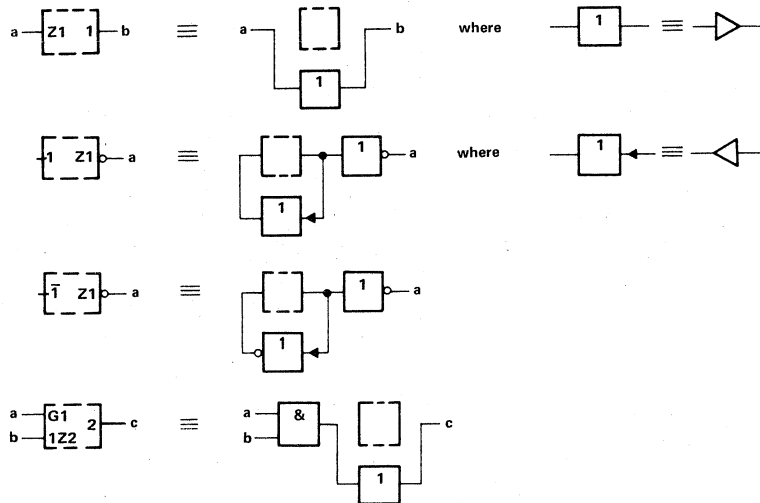 a Z1 1 b ≡ a 1 b where 1 ≡
1 Z1 a ≡ 1 a 1 where 1 ≡
1̅ Z1 a ≡ 1 a 1
a G1 2 c ≡ a & c
b 1Z2 b 1